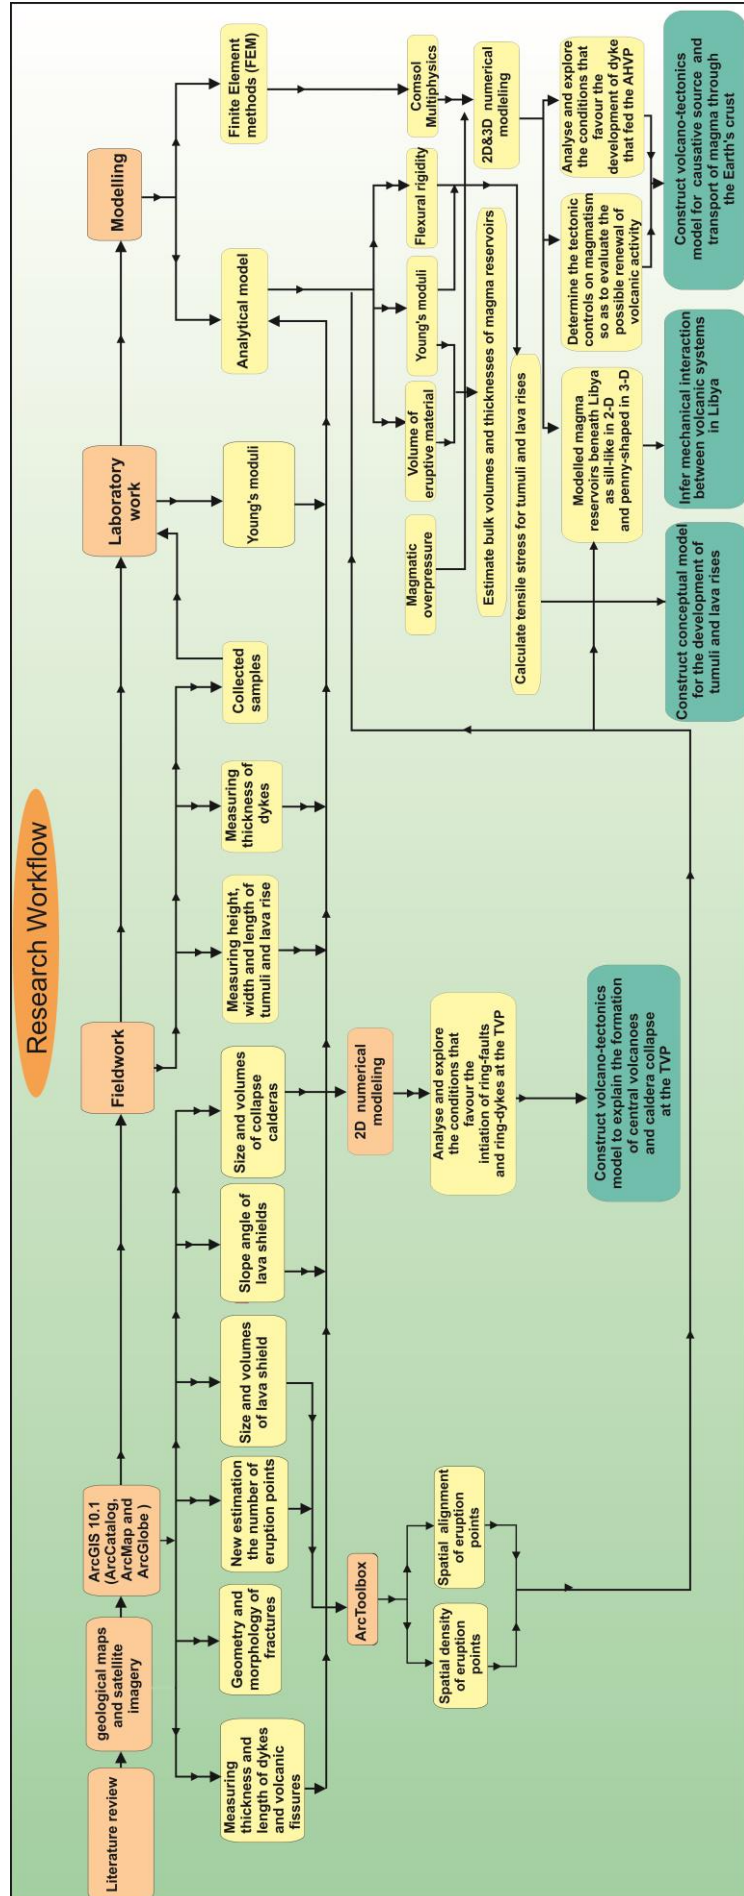 Research Workflow
Literature review
geological maps
and satellite
imagery
ArcGIS 10.1
(ArcCatalog,
ArcMap and
ArcGlobe )
Fieldwork
Laboratory
work
Modelling
Measuring
thickness and
length of dykes
and volcanic
fissures
Geometry and
morphology of
fractures
New estimation
the number of
eruption points
Size and volumes
of lava shield
Slope angle of
lava shields
Size and volumes
of collapse
calderas
Measuring height,
width and length of
tumuli and lava rise
Measuring
thickness of
dykes
Collected
samples
Young's moduli
Analytical model
Finite Element
methods (FEM)
ArcToolbox
Spatial density
of eruption
points
Spatial alignment
of eruption
points
2D numerical
modleing
Analyse and explore
the conditions that
favour the
intiation of ring-faults
and ring-dykes at the TVP
Construct volcano-tectonics
model to explain the formation
of central volcanoes
and caldera collapse
at the TVP
Magmatic
overpressure
Volume of
eruptive material
Young's moduli
Flexural rigidity
Comsol
Multiphysics
Estimate bulk volumes and thicknesses of magma reservoirs
Calculate tensile stress for tumuli and lava rises
2D&3D numerical
modleling
Modelled magma
reservoirs beneath Libya
as sill-like in 2-D
and penny-shaped in 3-D
Determine the tectonic
controls on magmatism
so as to evaluate the
possible renewal of
volcanic activity
Analyse and explore
the conditions that
favour the
development of dyke
that fed the AHVP
Construct conceptual model
for the development of
tumuli and lava rises
Infer mechanical interaction
between volcanic systems
in Libya
Construct volcano-tectonics
model for causative source and
transport of magma through
the Earth's crust